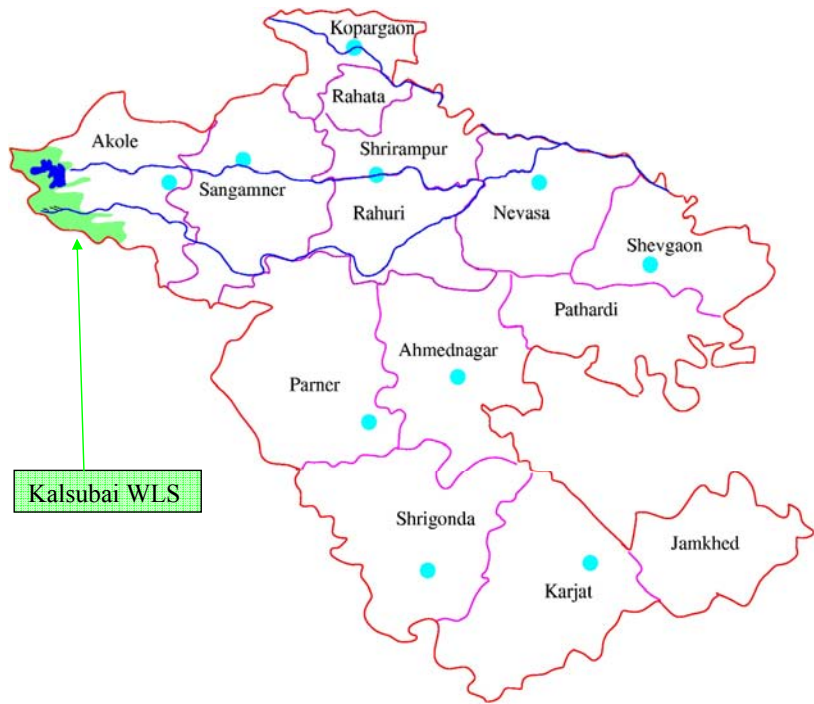 Kopargaon
Rahata
Akole
Shrirampur
Sangamner
Rahuri
Nevasa
Shevgaon
Pathardi
Ahmednagar
Parner
Kalsubai WLS
Shrigonda
Jamkhed
Karjat